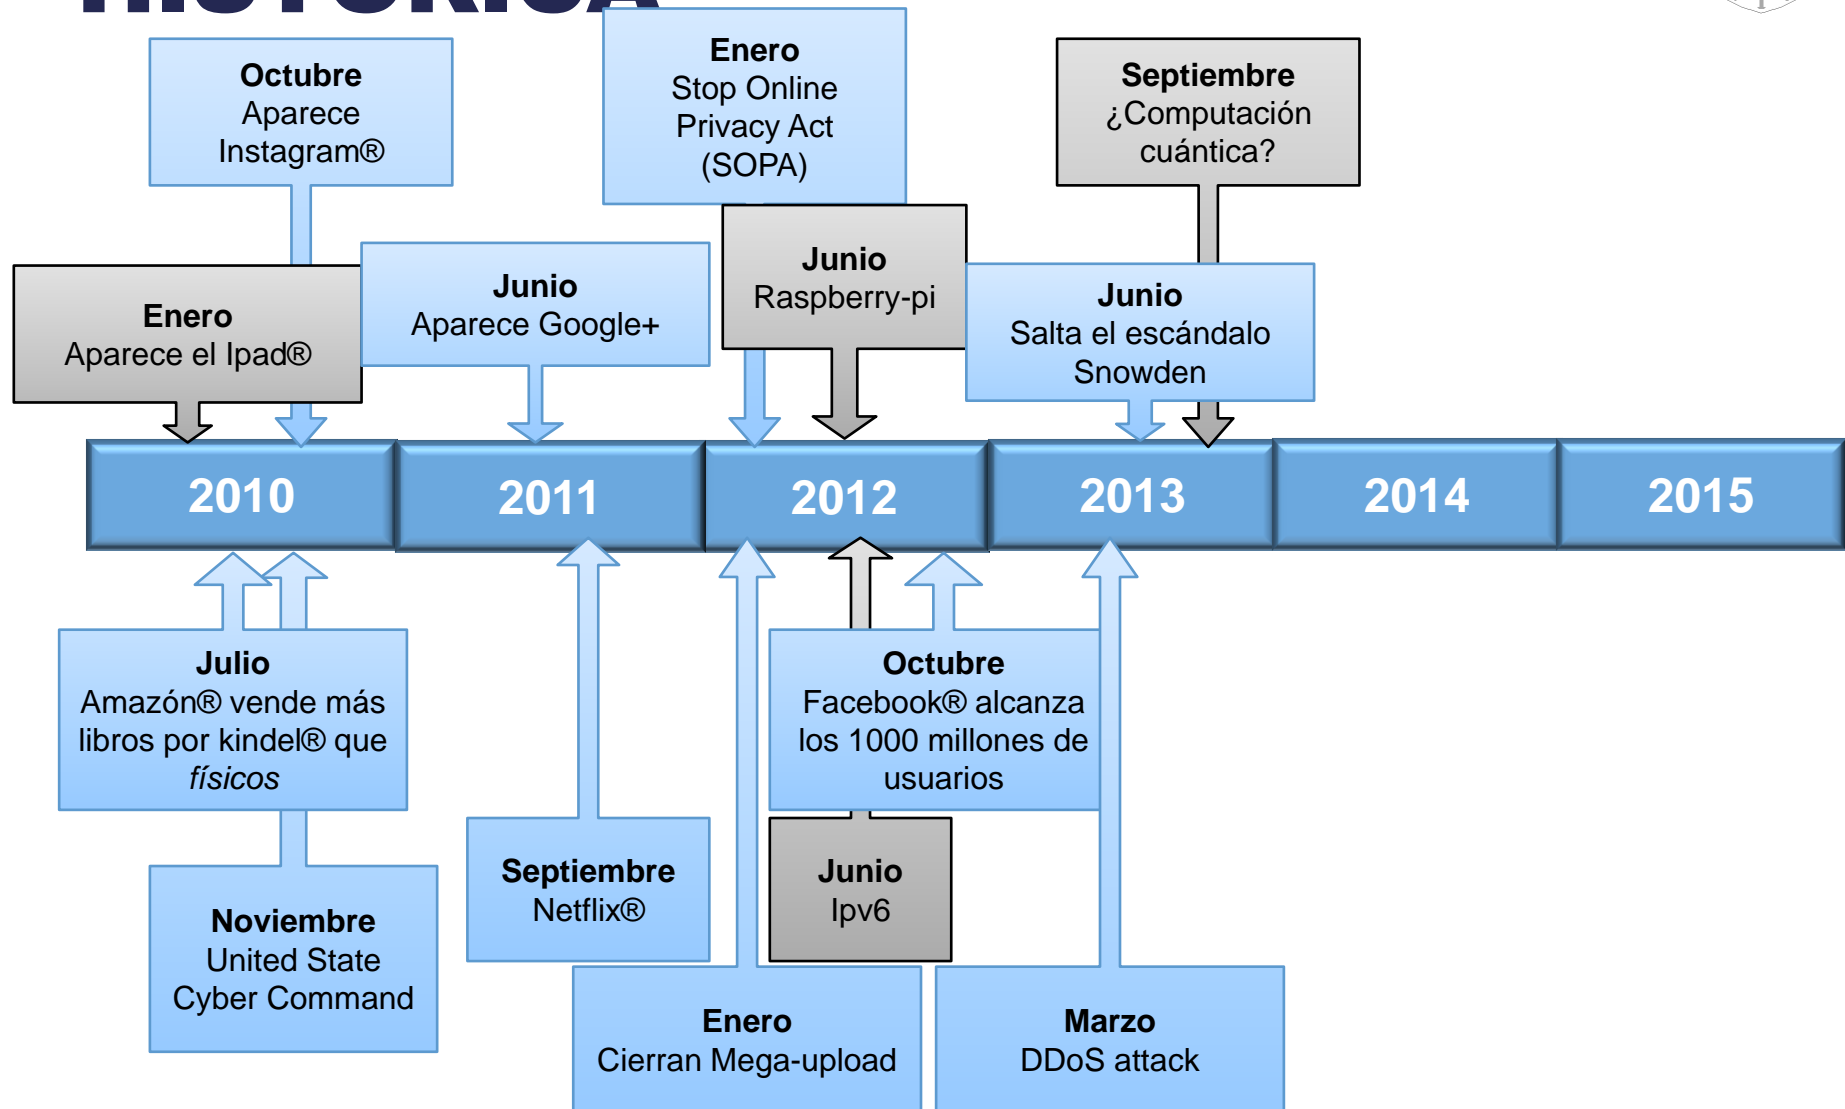 HISTÓRICA
Octubre
Aparece
Instagram®
Enero
Stop Online
Privacy Act
(SOPA)
Septiembre
¿Computación
cuántica?
Enero
Aparece el Ipad®
Junio
Aparece Google+
Junio
Raspberry-pi
Junio
Salta el escándalo
Snowden
2010
2011
2012
2013
2014
2015
Julio
Amazón® vende más
libros por kindel® que
físicos
Noviembre
United State
Cyber Command
Septiembre
Netflix®
Enero
Cierran Mega-upload
Junio
Ipv6
Octubre
Facebook® alcanza
los 1000 millones de
usuarios
Marzo
DDoS attack